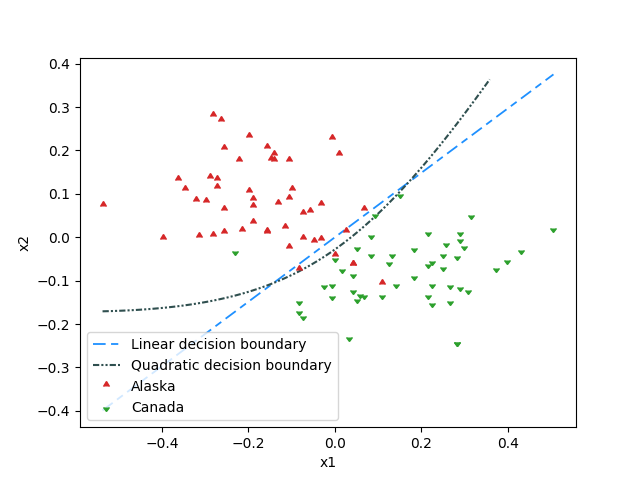 0.4
0.3
0.2
0.1
0.0
−0.1
−0.2
−0.3
−0.4
x2
Linear decision boundary
Quadratic decision boundary
Alaska
Canada
−0.4 −0.2 0.0 0.2 0.4
x1